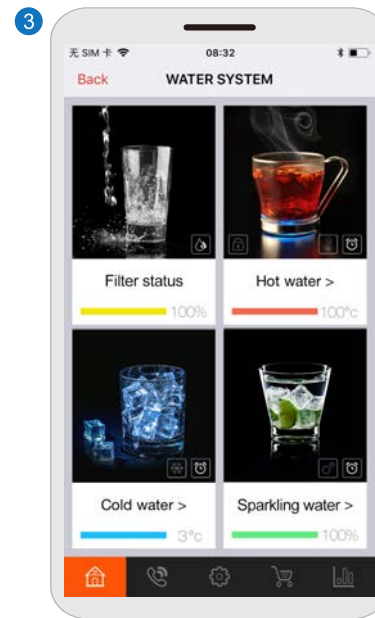 3
无 SIM 卡 08:32
Back WATER SYSTEM
Filter status
100%
Hot water >
100°c
Cold water >
3°c
Sparkling water >
100%